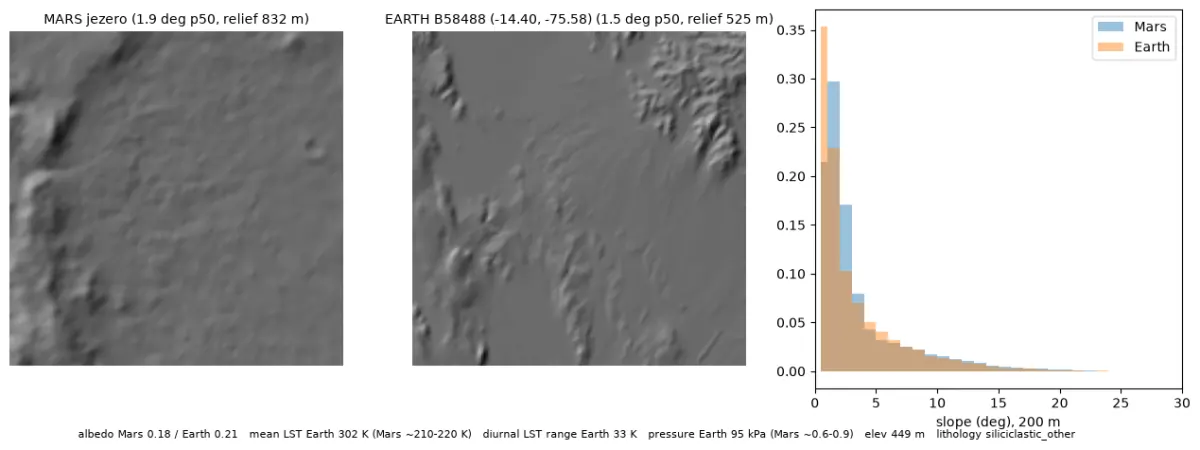 MARS jezero (1.9 deg p50, relief 832 m)
EARTH B58488 (-14.40, -75.58) (1.5 deg p50, relief 525 m)
Mars
Earth
0.35
0.30
0.25
0.20
0.15
0.10
0.05
0.00
0 5 10 15 20 25 30
slope (deg), 200 m
albedo Mars 0.18 / Earth 0.21 mean LST Earth 302 K (Mars ~210-220 K) diurnal LST range Earth 33 K pressure Earth 95 kPa (Mars ~0.6-0.9) elev 449 m lithology siliciclastic_other